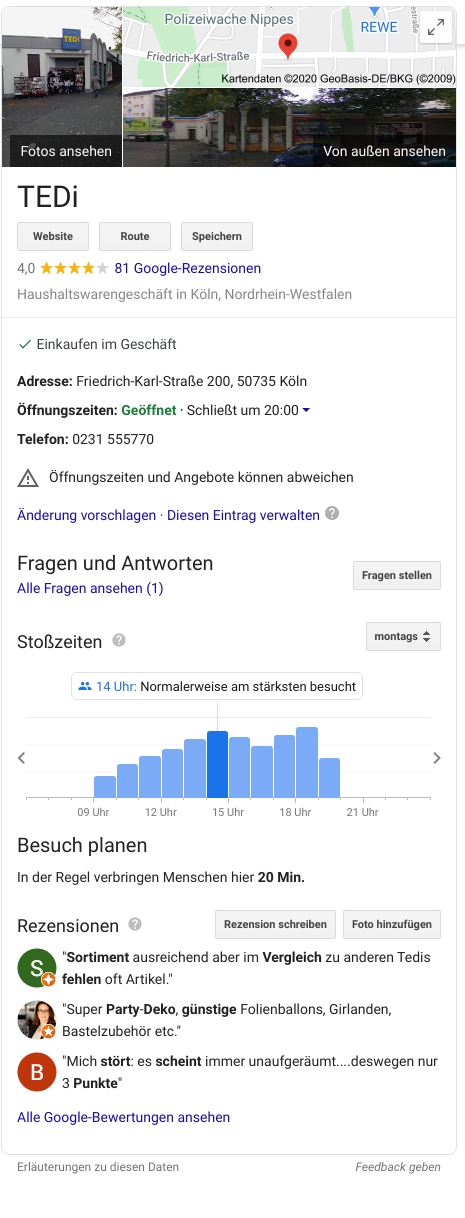 TEDi
Polizeiwache Nippes
REWE
Friedrich-Karl-Straße
Kartendaten ©2020 GeoBasis-DE/BKG (©2009)
Fotos ansehen
Von außen ansehen
TEDi
Website
Route
Speichern
4,0 ★★★★★ 81 Google-Rezensionen
Haushaltswarengeschäft in Köln, Nordrhein-Westfalen
✓ Einkaufen im Geschäft
Adresse: Friedrich-Karl-Straße 200, 50735 Köln
Öffnungszeiten: Geöffnet · Schließt um 20:00
Telefon: 0231 555770
Öffnungszeiten und Angebote können abweichen
Änderung vorschlagen · Diesen Eintrag verwalten ?
Fragen und Antworten
Alle Fragen ansehen (1)
Fragen stellen
Stoßzeiten ?
montags
14 Uhr: Normalerweise am stärksten besucht
09 Uhr 12 Uhr 15 Uhr 18 Uhr 21 Uhr
Besuch planen
In der Regel verbringen Menschen hier 20 Min.
Rezensionen ?
Rezension schreiben
Foto hinzufügen
S
"Sortiment ausreichend aber im Vergleich zu anderen Tedis
fehlen oft Artikel."
"Super Party-Deko, günstige Folienballons, Girlanden,
Bastelzubehör etc."
B
"Mich stört: es scheint immer unaufgeräumt....deswegen nur
3 Punkte"
Alle Google-Bewertungen ansehen
Erläuterungen zu diesen Daten
Feedback geben